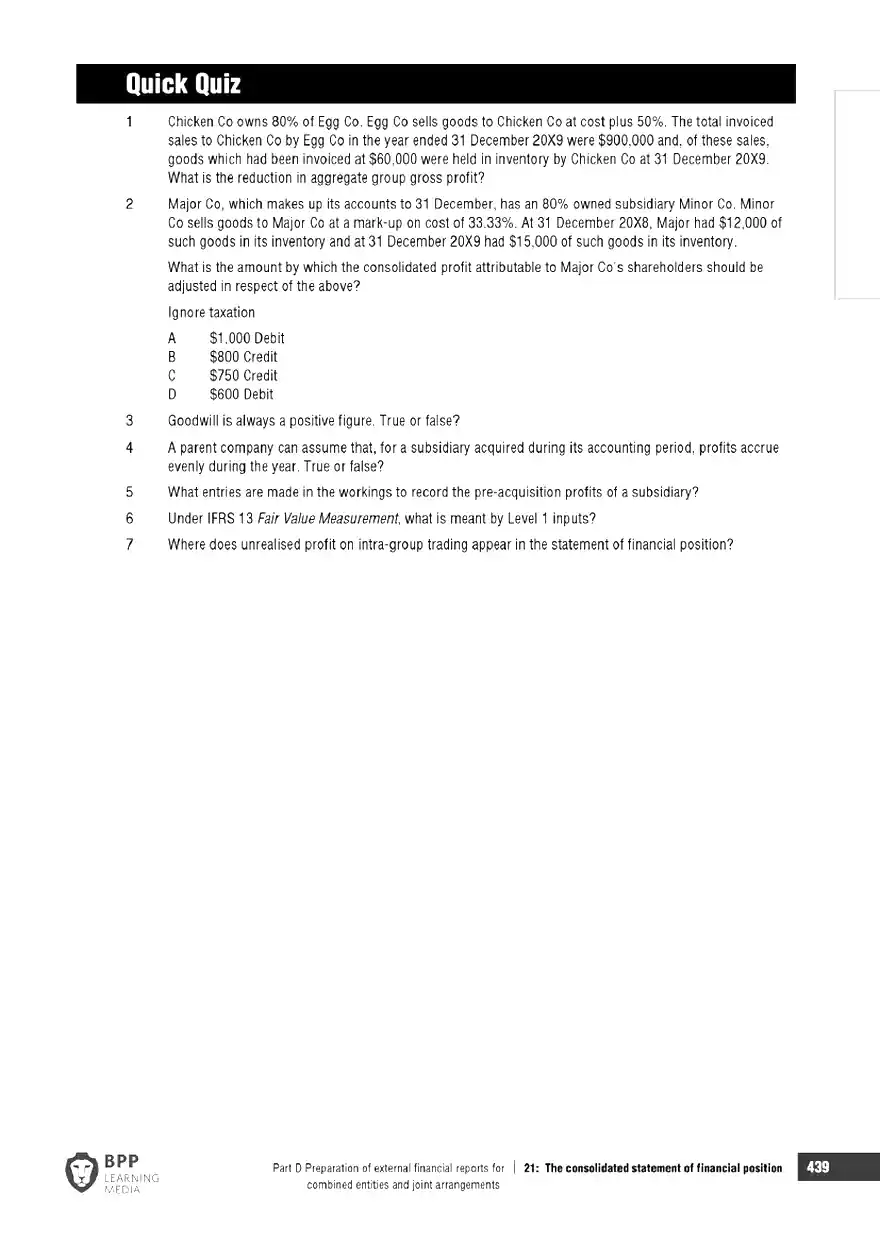 Quick Quiz
1 Chicken Co owns 80% of Egg Co. Egg Co sells goods to Chicken Co at cost plus 50%. The total invoiced
sales to Chicken Co by Egg Co in the year ended 31 December 20X9 were $900,000 and, of these sales,
goods which had been invoiced at $60,000 were held in inventory by Chicken Co at 31 December 20X9.
What is the reduction in aggregate group gross profit?
2 Major Co, which makes up its accounts to 31 December, has an 80% owned subsidiary Minor Co. Minor
Co sells goods to Major Co at a mark-up on cost of 33.33%. At 31 December 20X8, Major had $12,000 of
such goods in its inventory and at 31 December 20X9 had $15,000 of such goods in its inventory.
What is the amount by which the consolidated profit attributable to Major Co's shareholders should be
adjusted in respect of the above?
Ignore taxation
A $1,000 Debit
B $800 Credit
C $750 Credit
D $600 Debit
3 Goodwill is always a positive figure. True or false?
4 A parent company can assume that, for a subsidiary acquired during its accounting period, profits accrue
evenly during the year. True or false?
5 What entries are made in the workings to record the pre-acquisition profits of a subsidiary?
6 Under IFRS 13 Fair Value Measurement, what is meant by Level 1 inputs?
7 Where does unrealised profit on intra-group trading appear in the statement of financial position?
BPP
LEARNING
MEDIA
Part D Preparation of external financial reports for | 21: The consolidated statement of financial position 439
combined entities and joint arrangements